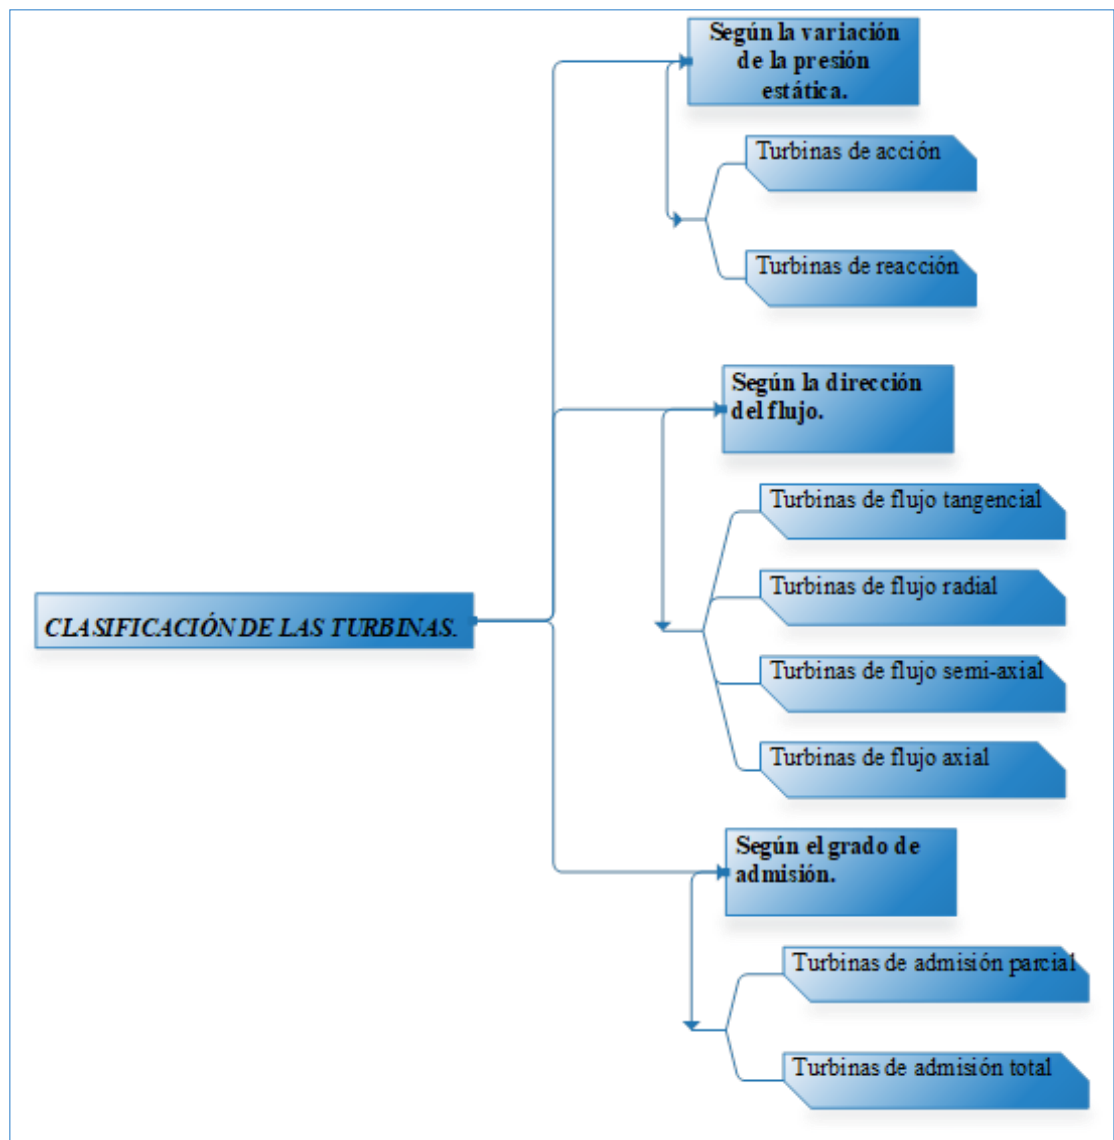 Según la variación
de la presión
estática.
Turbinas de acción
Turbinas de reacción
Según la dirección
del flujo.
Turbinas de flujo tangencial
Turbinas de flujo radial
CLASIFICACIÓN DE LAS TURBINAS.
Turbinas de flujo semi-axial
Turbinas de flujo axial
Según el grado de
admisión.
Turbinas de admisión parcial
Turbinas de admisión total